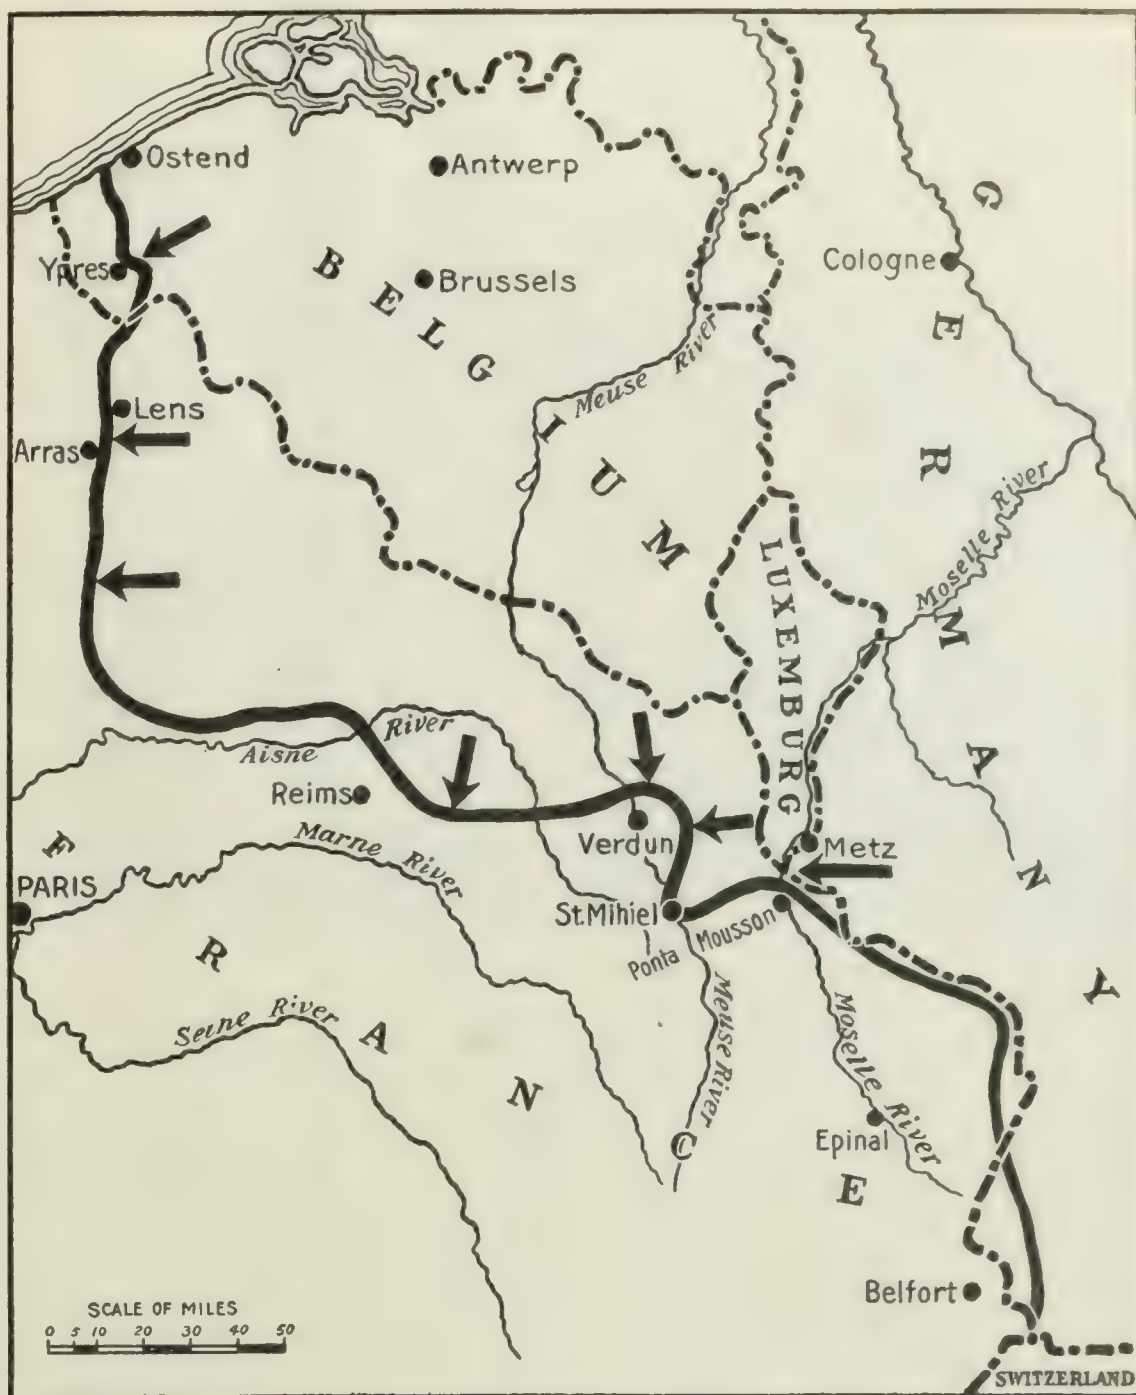 Ostend
Antwerp
Ypres
Brussels
Cologne
BELGIUM
GERMANY
Meuse River
Lens
Arras
Moselle River
LUXEMBURG
Aisne River
Reims
Marne River
Verdun
Metz
PARIS
St. Mihiel
Ponta Mousson
FRANCE
Seine River
Meuse River
Moselle River
Epinal
Belfort
SCALE OF MILES
0 5 10 20 30 40 50
SWITZERLAND